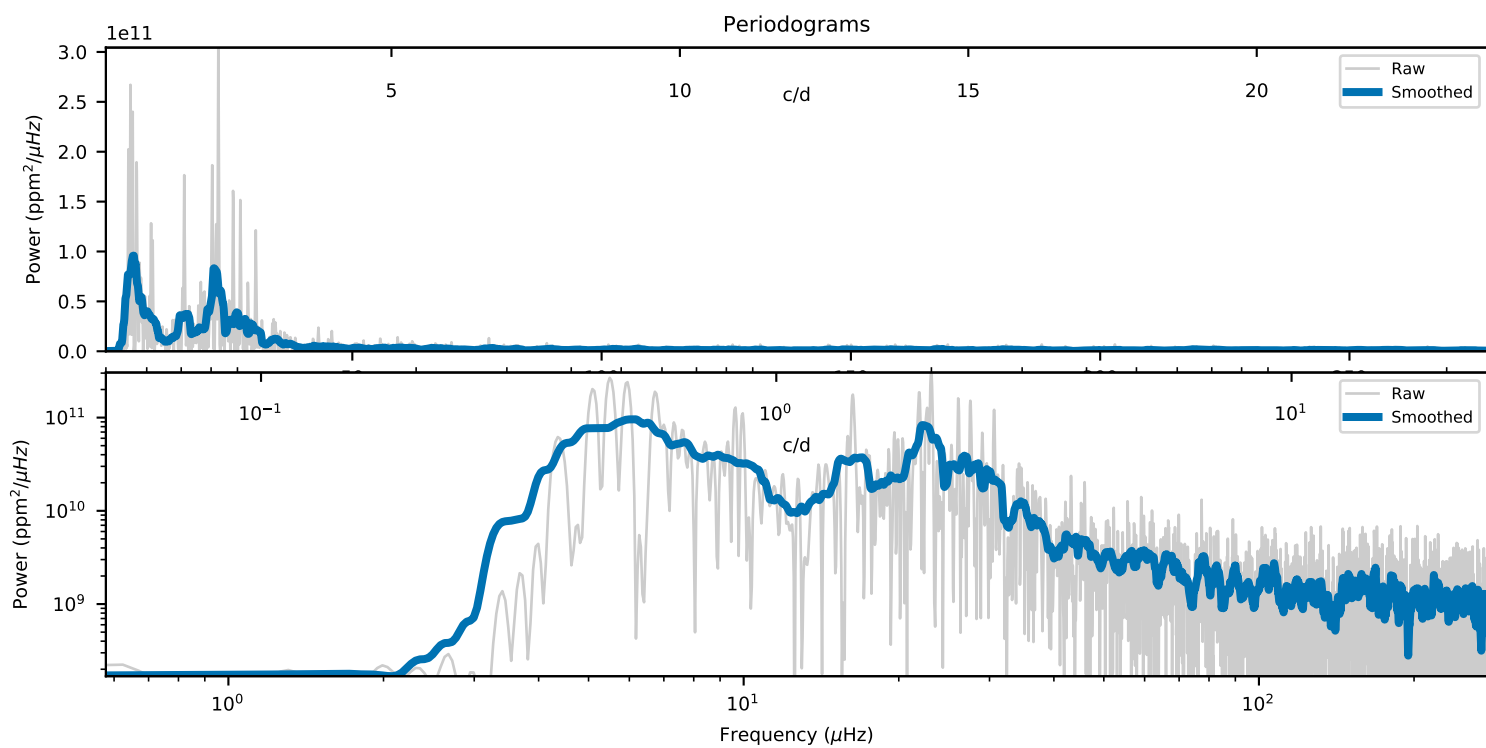 Periodograms
1e11
3.0
2.5
2.0
1.5
1.0
0.5
0.0
Power (ppm²/μHz)
5 10 15 20
c/d
Raw
Smoothed
10⁻¹ 10⁰ 10¹
c/d
Raw
Smoothed
10¹¹
10¹⁰
10⁹
Power (ppm²/μHz)
10⁰ 10¹ 10²
Frequency (μHz)